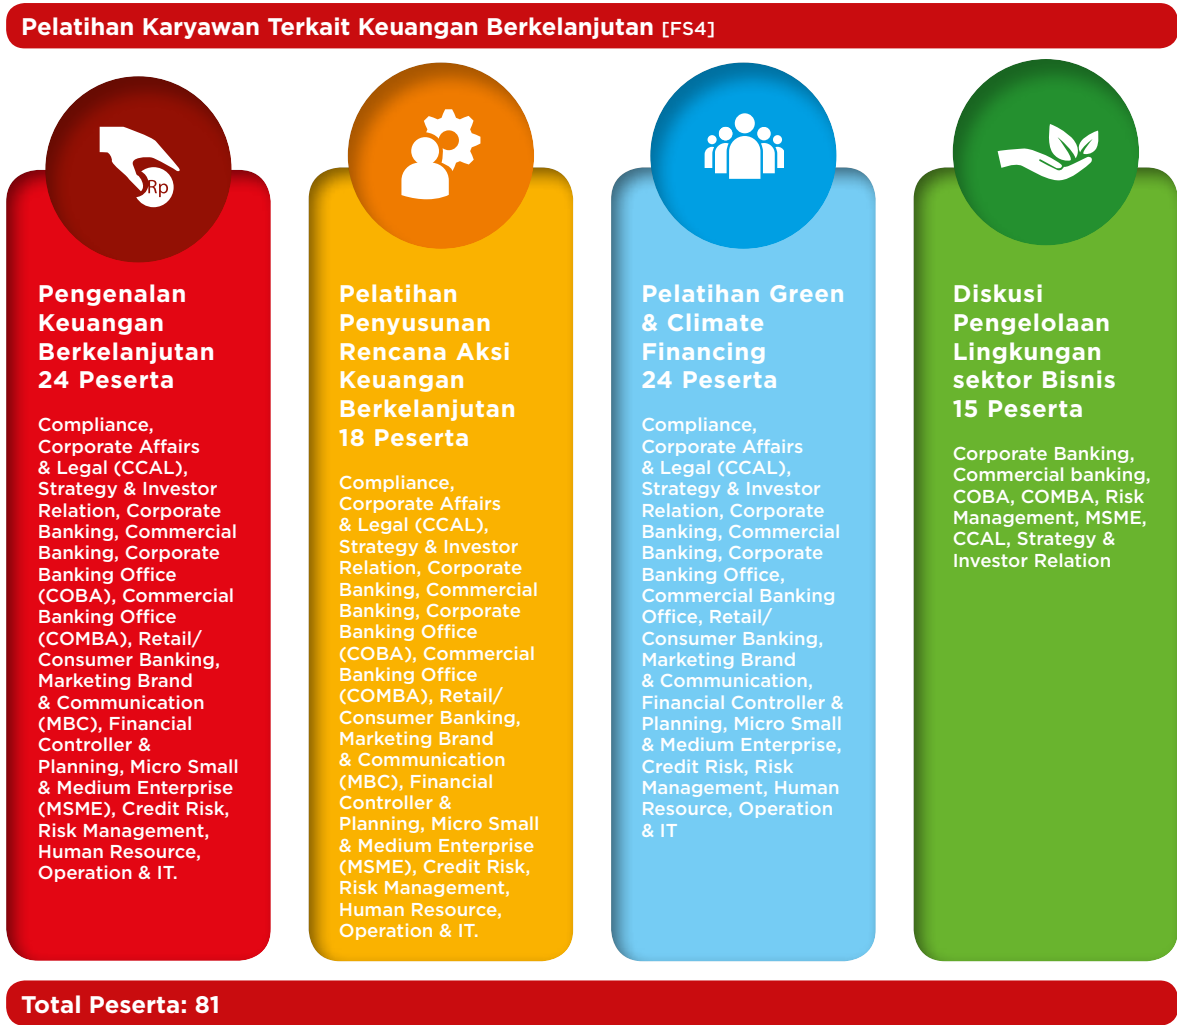 Pelatihan Karyawan Terkait Keuangan Berkelanjutan [FS4]
Rp
Pengenalan
Keuangan
Berkelanjutan
24 Peserta
Compliance,
Corporate Affairs
& Legal (CCAL),
Strategy & Investor
Relation, Corporate
Banking, Commercial
Banking, Corporate
Banking Office
(COBA), Commercial
Banking Office
(COMBA), Retail/
Consumer Banking,
Marketing Brand
& Communication
(MBC), Financial
Controller &
Planning, Micro Small
& Medium Enterprise
(MSME), Credit Risk,
Risk Management,
Human Resource,
Operation & IT.
Pelatihan
Penyusunan
Rencana Aksi
Keuangan
Berkelanjutan
18 Peserta
Compliance,
Corporate Affairs
& Legal (CCAL),
Strategy & Investor
Relation, Corporate
Banking, Commercial
Banking, Corporate
Banking Office
(COBA), Commercial
Banking Office
(COMBA), Retail/
Consumer Banking,
Marketing Brand
& Communication
(MBC), Financial
Controller &
Planning, Micro Small
& Medium Enterprise
(MSME), Credit Risk,
Risk Management,
Human Resource,
Operation & IT.
Pelatihan Green
& Climate
Financing
24 Peserta
Compliance,
Corporate Affairs
& Legal (CCAL),
Strategy & Investor
Relation, Corporate
Banking, Commercial
Banking, Corporate
Banking Office,
Commercial Banking
Office, Retail/
Consumer Banking,
Marketing Brand
& Communication,
Financial Controller &
Planning, Micro Small
& Medium Enterprise,
Credit Risk, Risk
Management, Human
Resource, Operation
& IT
Diskusi
Pengelolaan
Lingkungan
sektor Bisnis
15 Peserta
Corporate Banking,
Commercial banking,
COBA, COMBA, Risk
Management, MSME,
CCAL, Strategy &
Investor Relation
Total Peserta: 81